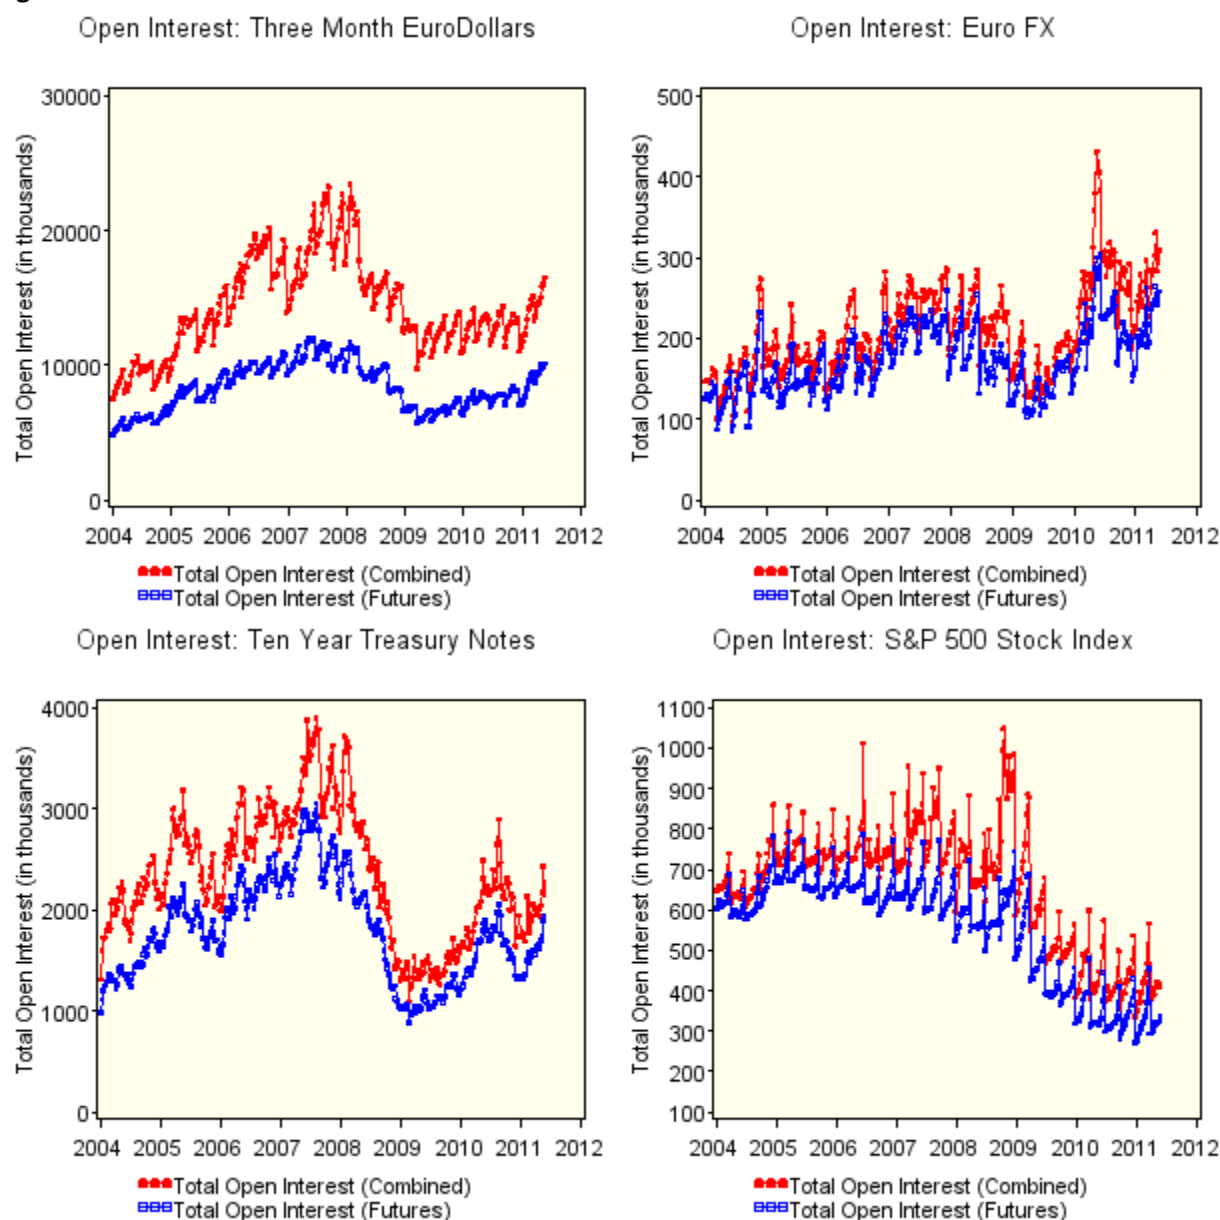 Open Interest: Three Month EuroDollars
Total Open Interest (in thousands)
30000
20000
10000
0
2004 2005 2006 2007 2008 2009 2010 2011 2012
Total Open Interest (Combined)
Total Open Interest (Futures)
Open Interest: Euro FX
Total Open Interest (in thousands)
500
400
300
200
100
0
2004 2005 2006 2007 2008 2009 2010 2011 2012
Total Open Interest (Combined)
Total Open Interest (Futures)
Open Interest: Ten Year Treasury Notes
Total Open Interest (in thousands)
4000
3000
2000
1000
0
2004 2005 2006 2007 2008 2009 2010 2011 2012
Total Open Interest (Combined)
Total Open Interest (Futures)
Open Interest: S&P 500 Stock Index
Total Open Interest (in thousands)
1100
1000
900
800
700
600
500
400
300
200
100
2004 2005 2006 2007 2008 2009 2010 2011 2012
Total Open Interest (Combined)
Total Open Interest (Futures)